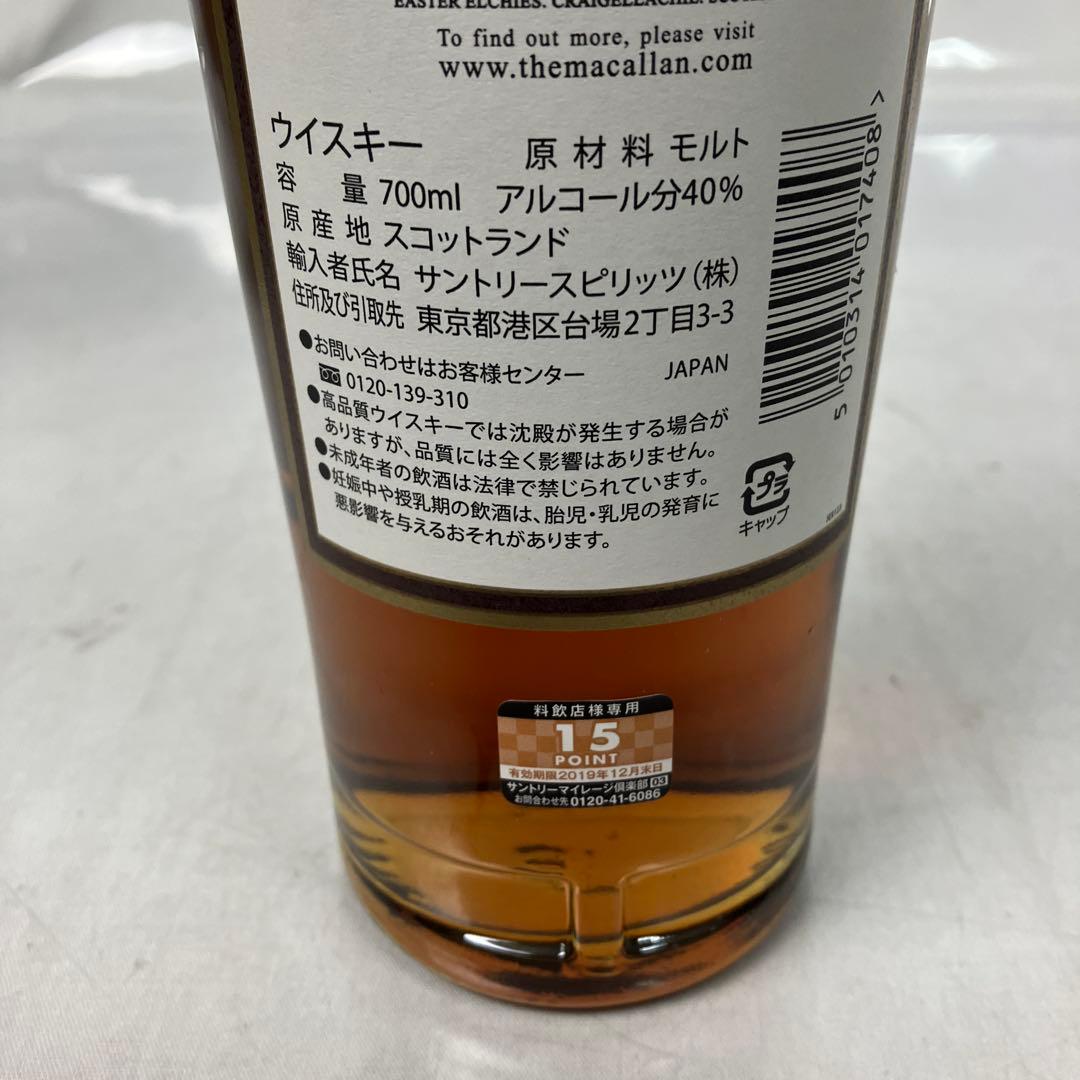 EASTER ELCHIES. CRAIGELLACHIE.
To find out more, please visit
www.themacallan.com
ウイスキー 原材料 モルト
容量 700ml アルコール分40%
原産地 スコットランド
輸入者氏名 サントリースピリッツ(株)
住所及び引取先 東京都港区台場2丁目3-3
●お問い合わせはお客様センター JAPAN
0120-139-310
●高品質ウイスキーでは沈殿が発生する場合が
ありますが、品質には全く影響はありません。
●未成年者の飲酒は法律で禁じられています。
●妊娠中や授乳期の飲酒は、胎児・乳児の発育に
悪影響を与えるおそれがあります。
プラ
キャップ
5 010314 017408 >
料飲店様専用
15
POINT
有効期限2019年12月末日
サントリーマイレージ倶楽部 03
お問合わせ先 0120-41-6086